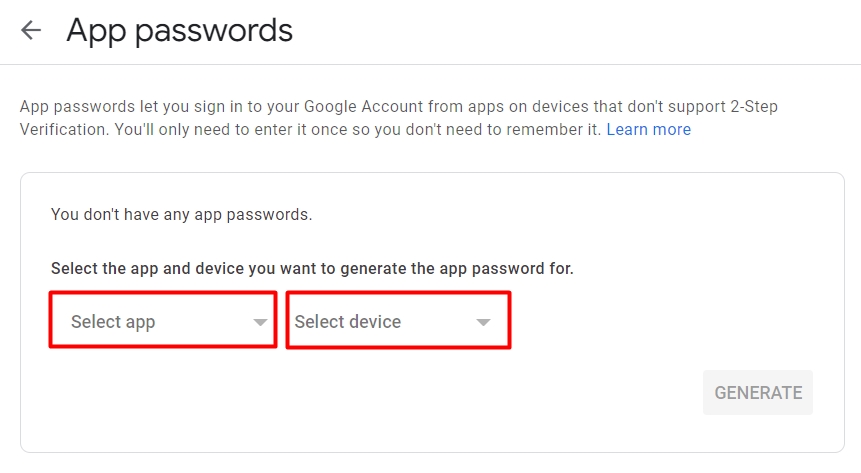 App passwords
App passwords let you sign in to your Google Account from apps on devices that don't support 2-Step
Verification. You'll only need to enter it once so you don't need to remember it. Learn more
You don't have any app passwords.
Select the app and device you want to generate the app password for.
Select app
Select device
GENERATE